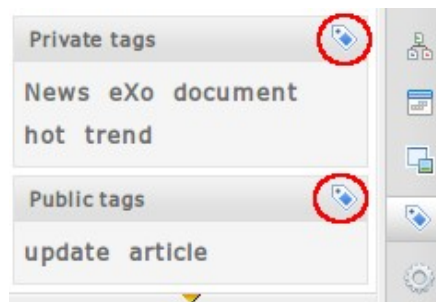 Private tags
News eXo document
hot trend
Public tags
update article